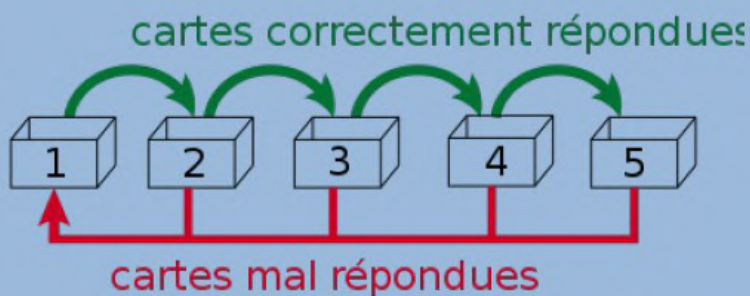 cartes correctement répondues
1 2 3 4 5
cartes mal répondues